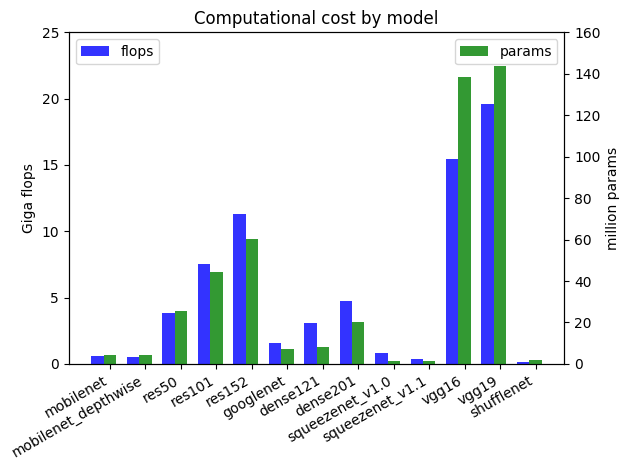 Computational cost by model
flops
params
Giga flops
25
20
15
10
5
0
million params
160
140
120
100
80
60
40
20
0
mobilenet
mobilenet_depthwise
res50
res101
res152
googlenet
dense121
dense201
squeezenet_v1.0
squeezenet_v1.1
vgg16
vgg19
shufflenet